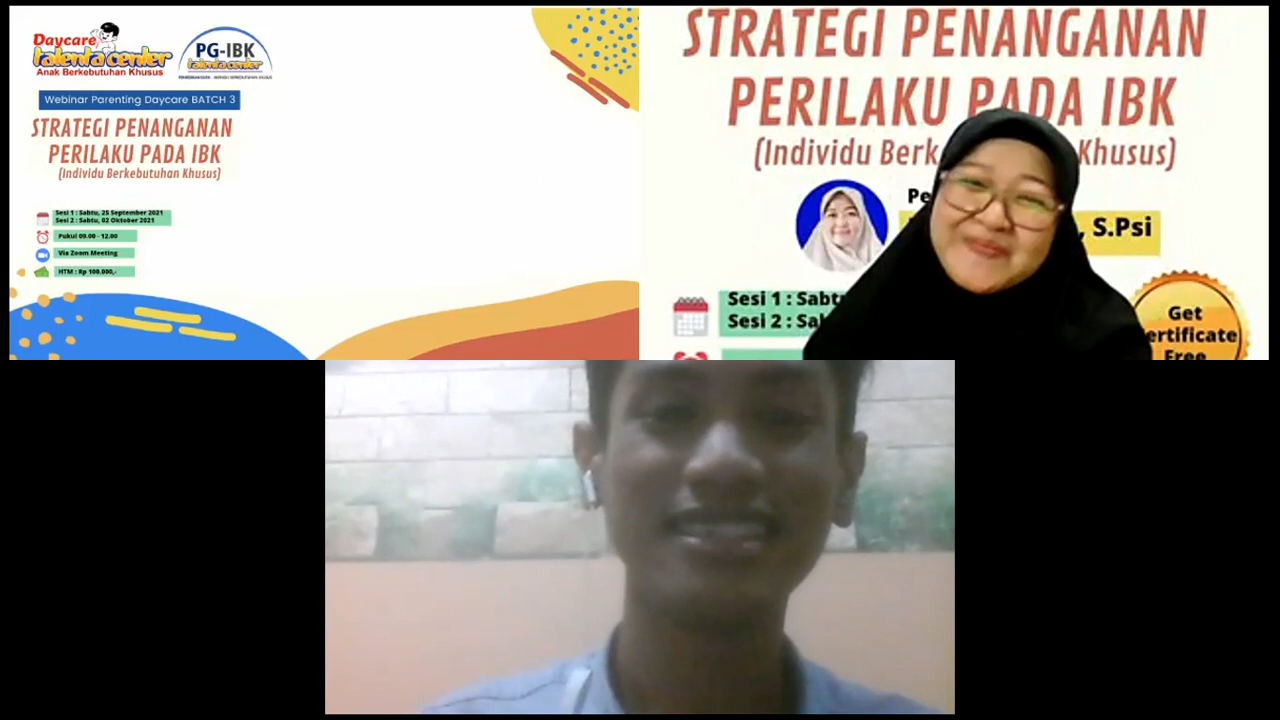 Daycare
talenta center
Anak Berkebutuhan Khusus
PG-IBK
talenta center
Webinar Parenting Daycare BATCH 3
STRATEGI PENANGANAN
PERILAKU PADA IBK
(Individu Berkebutuhan Khusus)
Sesi 1 : Sabtu, 25 September 2021
Sesi 2 : Sabtu, 02 Oktober 2021
Pukul 09.00 - 12.00
Via Zoom Meeting
HTM : Rp 100.000,-
STRATEGI PENANGANAN
PERILAKU PADA IBK
(Individu Berk Khusus)
Pe
, S.Psi
Sesi 1 : Sabtu
Sesi 2 : Sa
Get
ertificate
Free